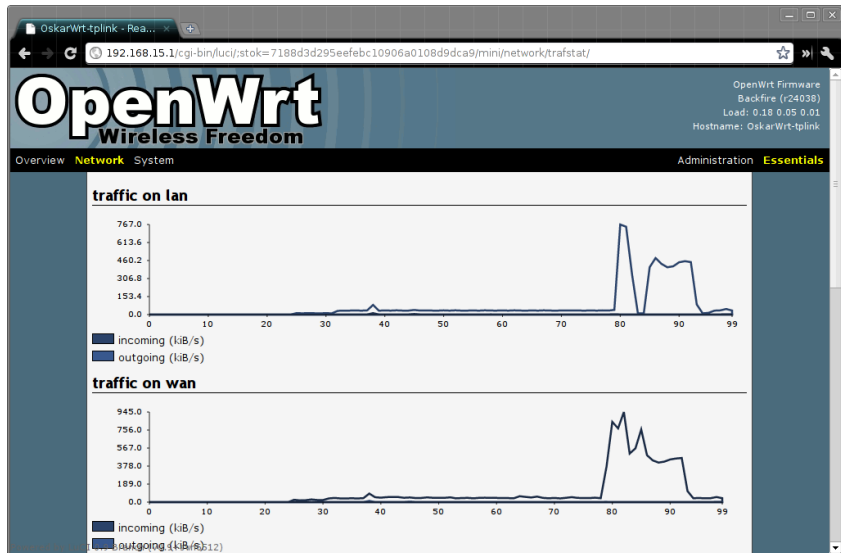 OskarWrt-tplink - Rea...
192.168.15.1/cgi-bin/luci/;stok=7188d3d295eefebc10906a0108d9dca9/mini/network/trafstat/
OpenWrt
Wireless Freedom
OpenWrt Firmware
Backfire (r24038)
Load: 0.18 0.05 0.01
Hostname: OskarWrt-tplink
Overview Network System Administration Essentials
traffic on lan
767.0
613.6
460.2
306.8
153.4
0.0
0 10 20 30 40 50 60 70 80 90 99
incoming (kiB/s)
outgoing (kiB/s)
traffic on wan
945.0
756.0
567.0
378.0
189.0
0.0
0 10 20 30 40 50 60 70 80 90 99
incoming (kiB/s)
outgoing (kiB/s)